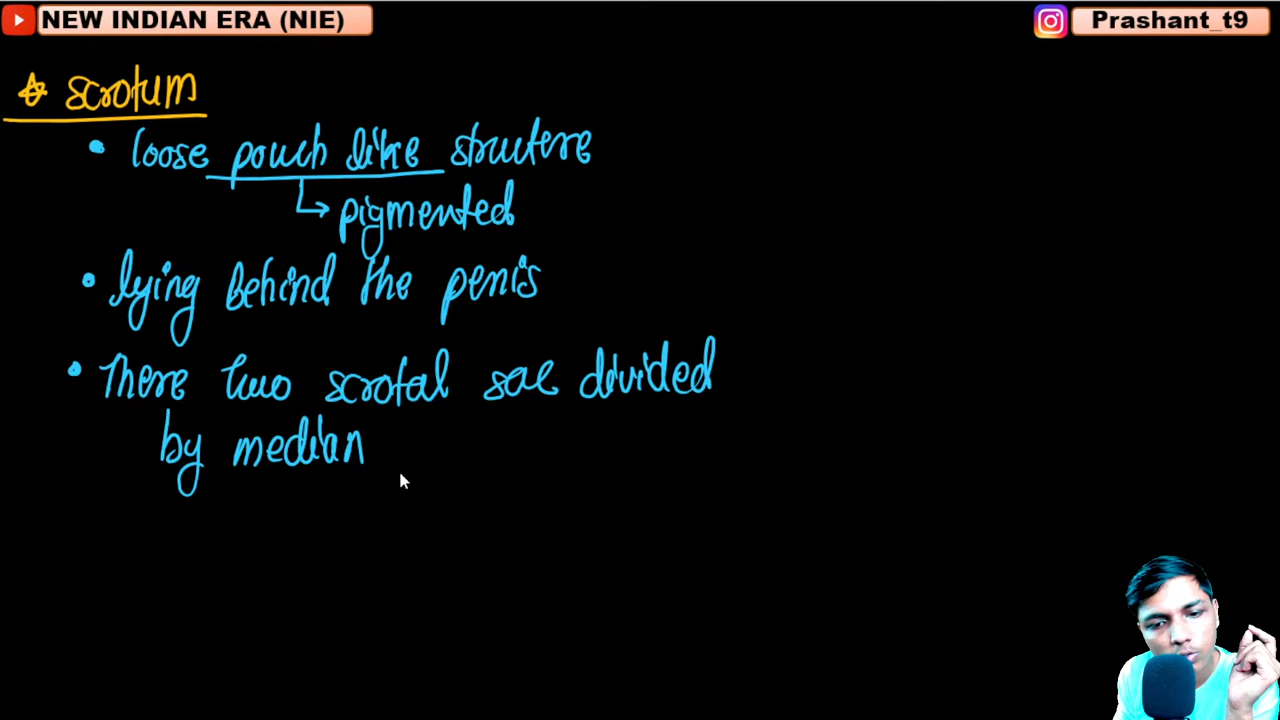 NEW INDIAN ERA (NIE)
Prashant_t9
scrotum
• loose pouch like structere
pigmented
• lying behind the penis
• There two scrotal sac divided
by median